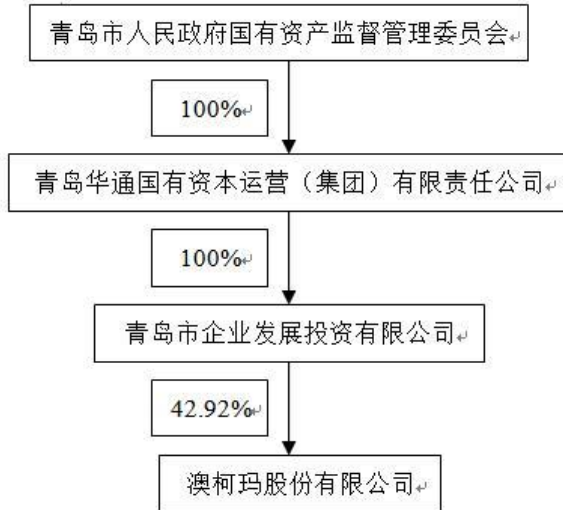 青岛市人民政府国有资产监督管理委员会
100%
青岛华通国有资本运营（集团）有限责任公司
100%
青岛市企业发展投资有限公司
42.92%
澳柯玛股份有限公司